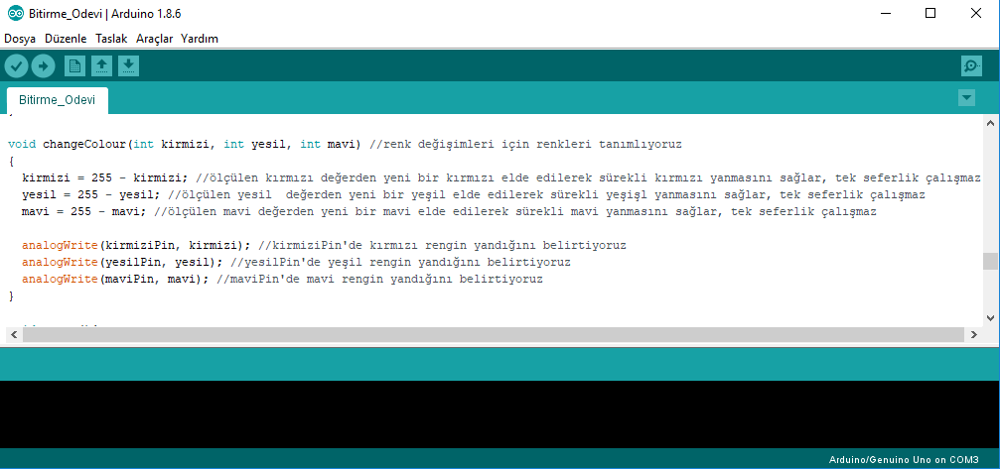 Bitirme_Odevi | Arduino 1.8.6
Dosya Düzenle Taslak Araçlar Yardım
Bitirme_Odevi
void changeColour(int kirmizi, int yesil, int mavi) //renk değişimleri için renkleri tanımlıyoruz
{
kirmizi = 255 - kirmizi; //ölçülen kırmızı değerden yeni bir kırmızı elde edilerek sürekli kırmızı yanmasını sağlar, tek seferlik çalışmaz
yesil = 255 - yesil; //ölçülen yesil  değerden yeni bir yeşil elde edilerek sürekli yeşişl yanmasını sağlar, tek seferlik çalışmaz
mavi = 255 - mavi; //ölçülen mavi değerden yeni bir mavi elde edilerek sürekli mavi yanmasını sağlar, tek seferlik çalışmaz
analogWrite(kirmiziPin, kirmizi); //kirmiziPin'de kırmızı rengin yandığını belirtiyoruz
analogWrite(yesilPin, yesil); //yesilPin'de yeşil rengin yandığını belirtiyoruz
analogWrite(maviPin, mavi); //maviPin'de mavi rengin yandığını belirtiyoruz
}
Arduino/Genuino Uno on COM3